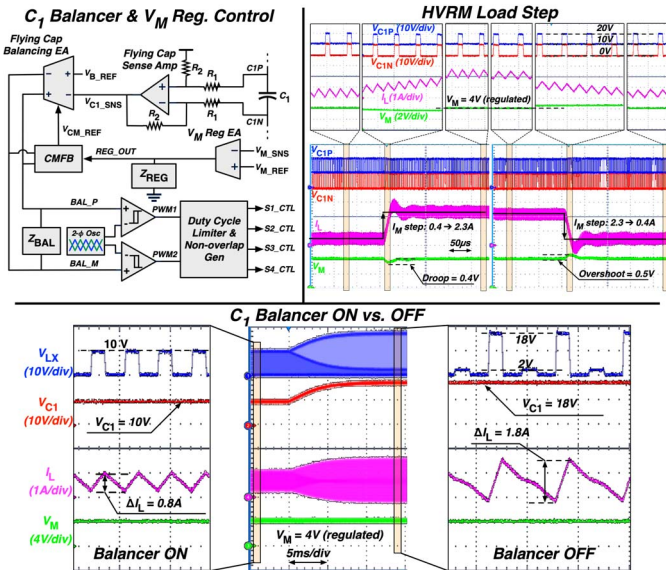 C1 Balancer & VM Reg. Control
Flying Cap
Balancing EA
Flying Cap
Sense Amp
VB_REF
VC1_SNS
R2
R1
C1P
C1
R1
C1N
R2
VCM_REF
VM Reg EA
CMFB
REG_OUT
VM_SNS
VM_REF
ZREG
BAL_P
PWM1
ZBAL
2-ϕ Osc
BAL_M
PWM2
Duty Cycle
Limiter &
Non-overlap
Gen
S1_CTL
S2_CTL
S3_CTL
S4_CTL
HVRM Load Step
VC1P (10V/div)
20V
10V
0V
VC1N (10V/div)
IL (1A/div)
VM = 4V (regulated)
VM (2V/div)
VC1P
VC1N
IL
IM step: 0.4 → 2.3A
IM step: 2.3 → 0.4A
50µs
VM
Droop = 0.4V
Overshoot = 0.5V
C1 Balancer ON vs. OFF
VLX
(10V/div)
10 V
VC1
(10V/div)
VC1 = 10V
IL
(1A/div)
ΔIL = 0.8A
VM
(4V/div)
Balancer ON
VM = 4V (regulated)
5ms/div
18V
2V
VC1 = 18V
ΔIL = 1.8A
Balancer OFF